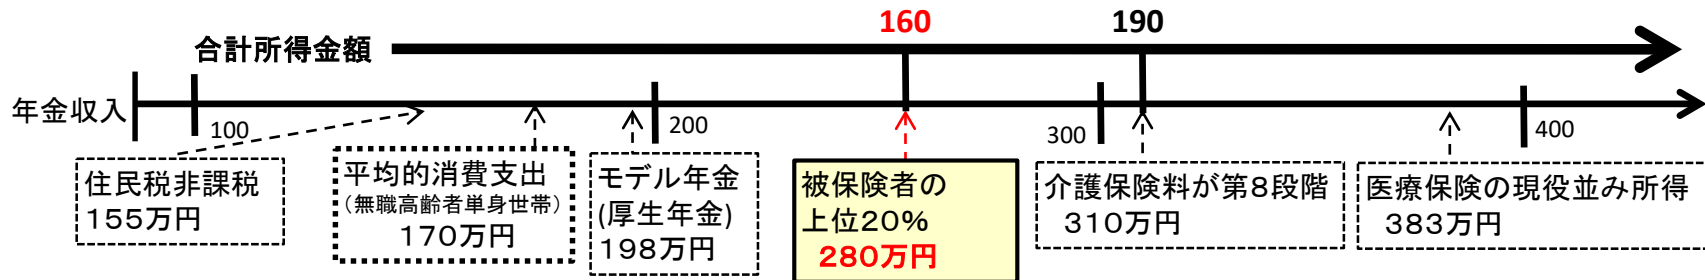 160
190
合計所得金額
年金収入
100
200
300
400
住民税非課税
155万円
平均的消費支出
(無職高齢者単身世帯)
170万円
モデル年金
(厚生年金)
198万円
被保険者の
上位20%
280万円
介護保険料が第8段階
310万円
医療保険の現役並み所得
383万円